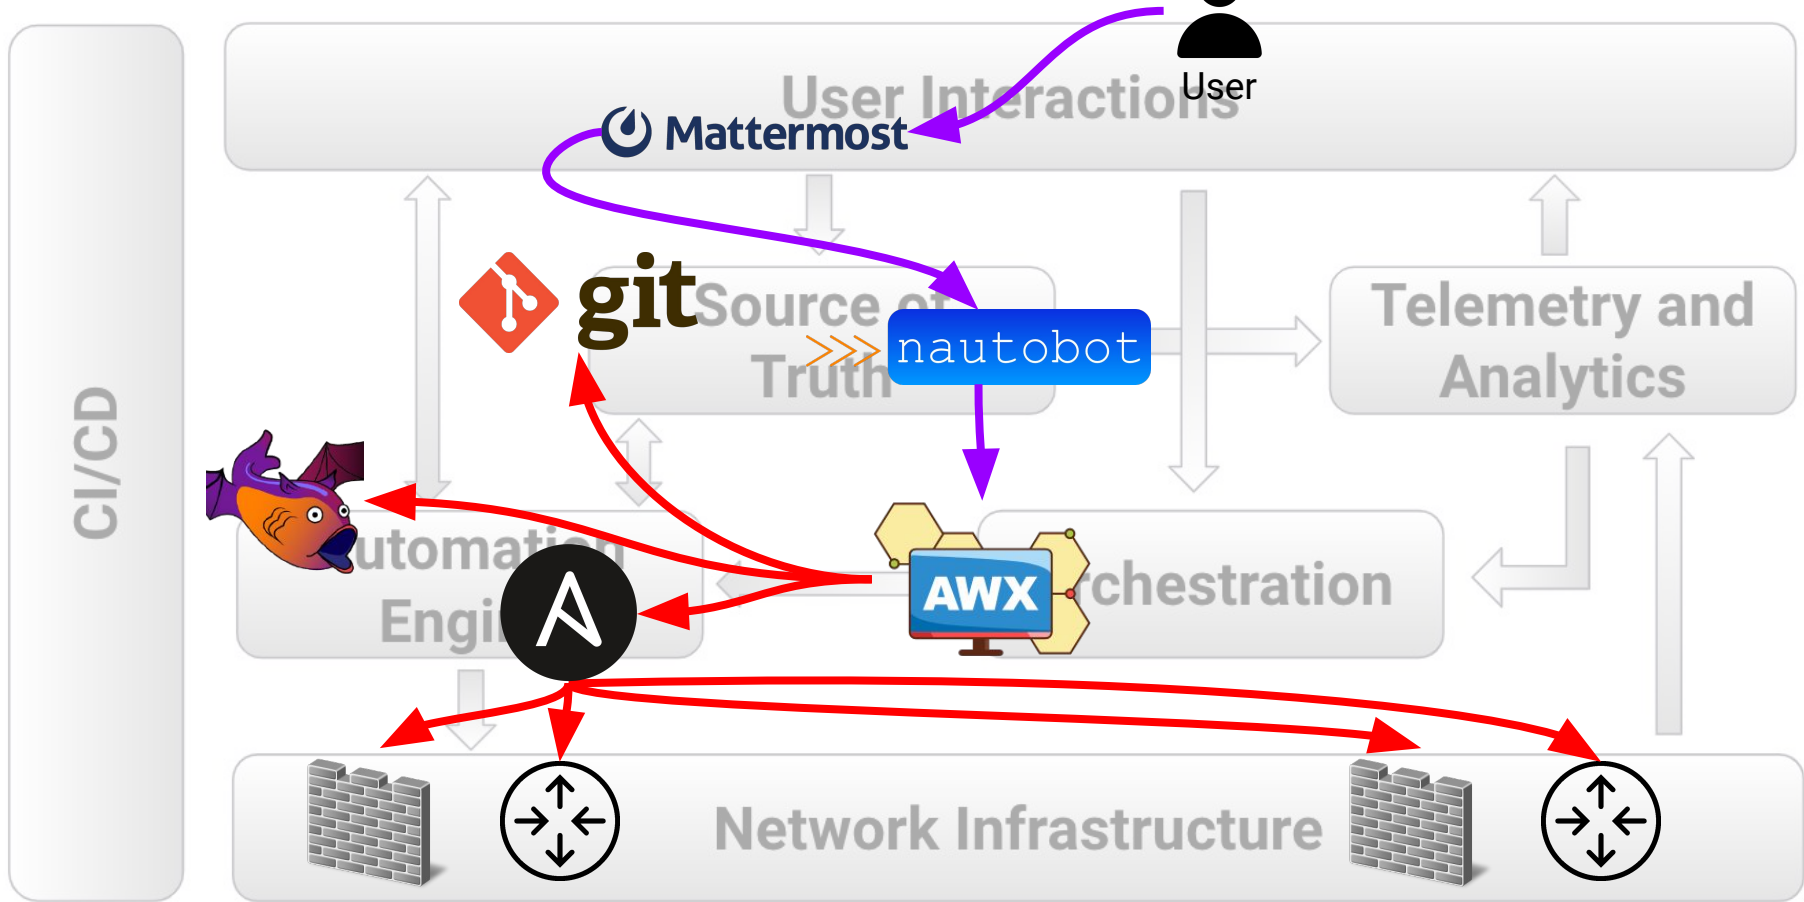 User Interactions
User
Mattermost
git
Source of
Truth
nautobot
Telemetry and
Analytics
CI/CD
utomation
Engi
AWX
rchestration
Network Infrastructure